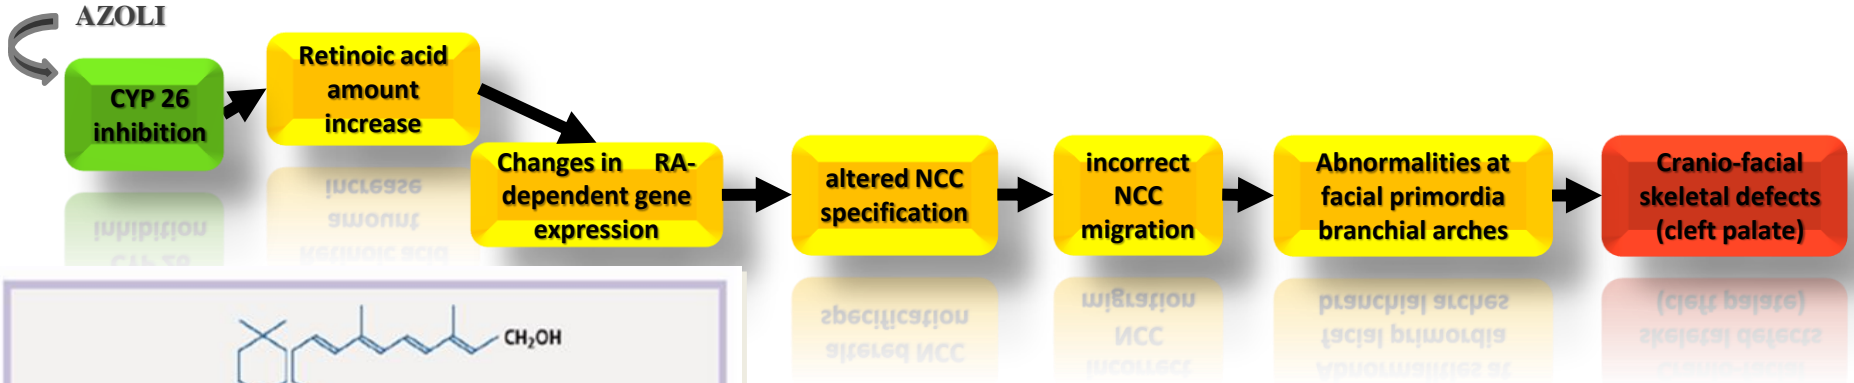 AZOLI
CYP 26
inhibition
Retinoic acid
amount
increase
Changes in RA-
dependent gene
expression
altered NCC
specification
incorrect
NCC
migration
Abnormalities at
facial primordia
branchial arches
Cranio-facial
skeletal defects
(cleft palate)
CH₂OH